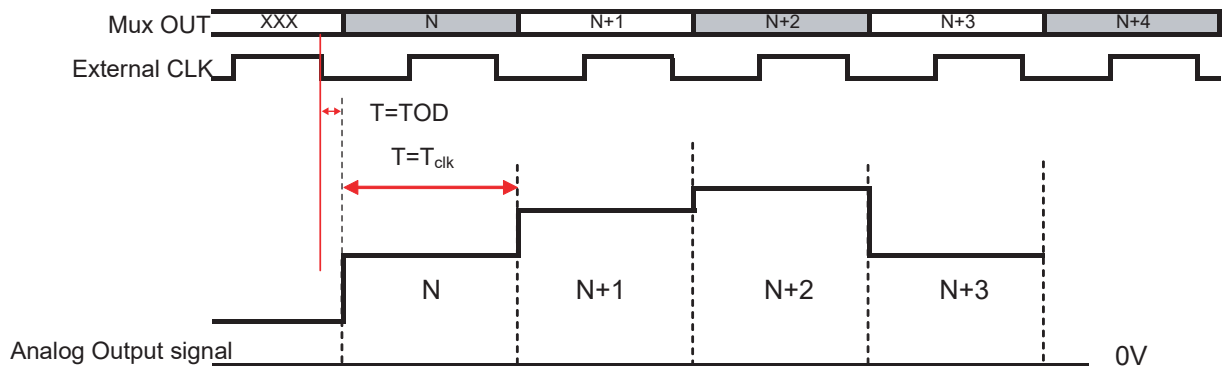 Mux OUT XXX N N+1 N+2 N+3 N+4
External CLK
T=TOD
T=Tclk
N N+1 N+2 N+3
Analog Output signal 0V